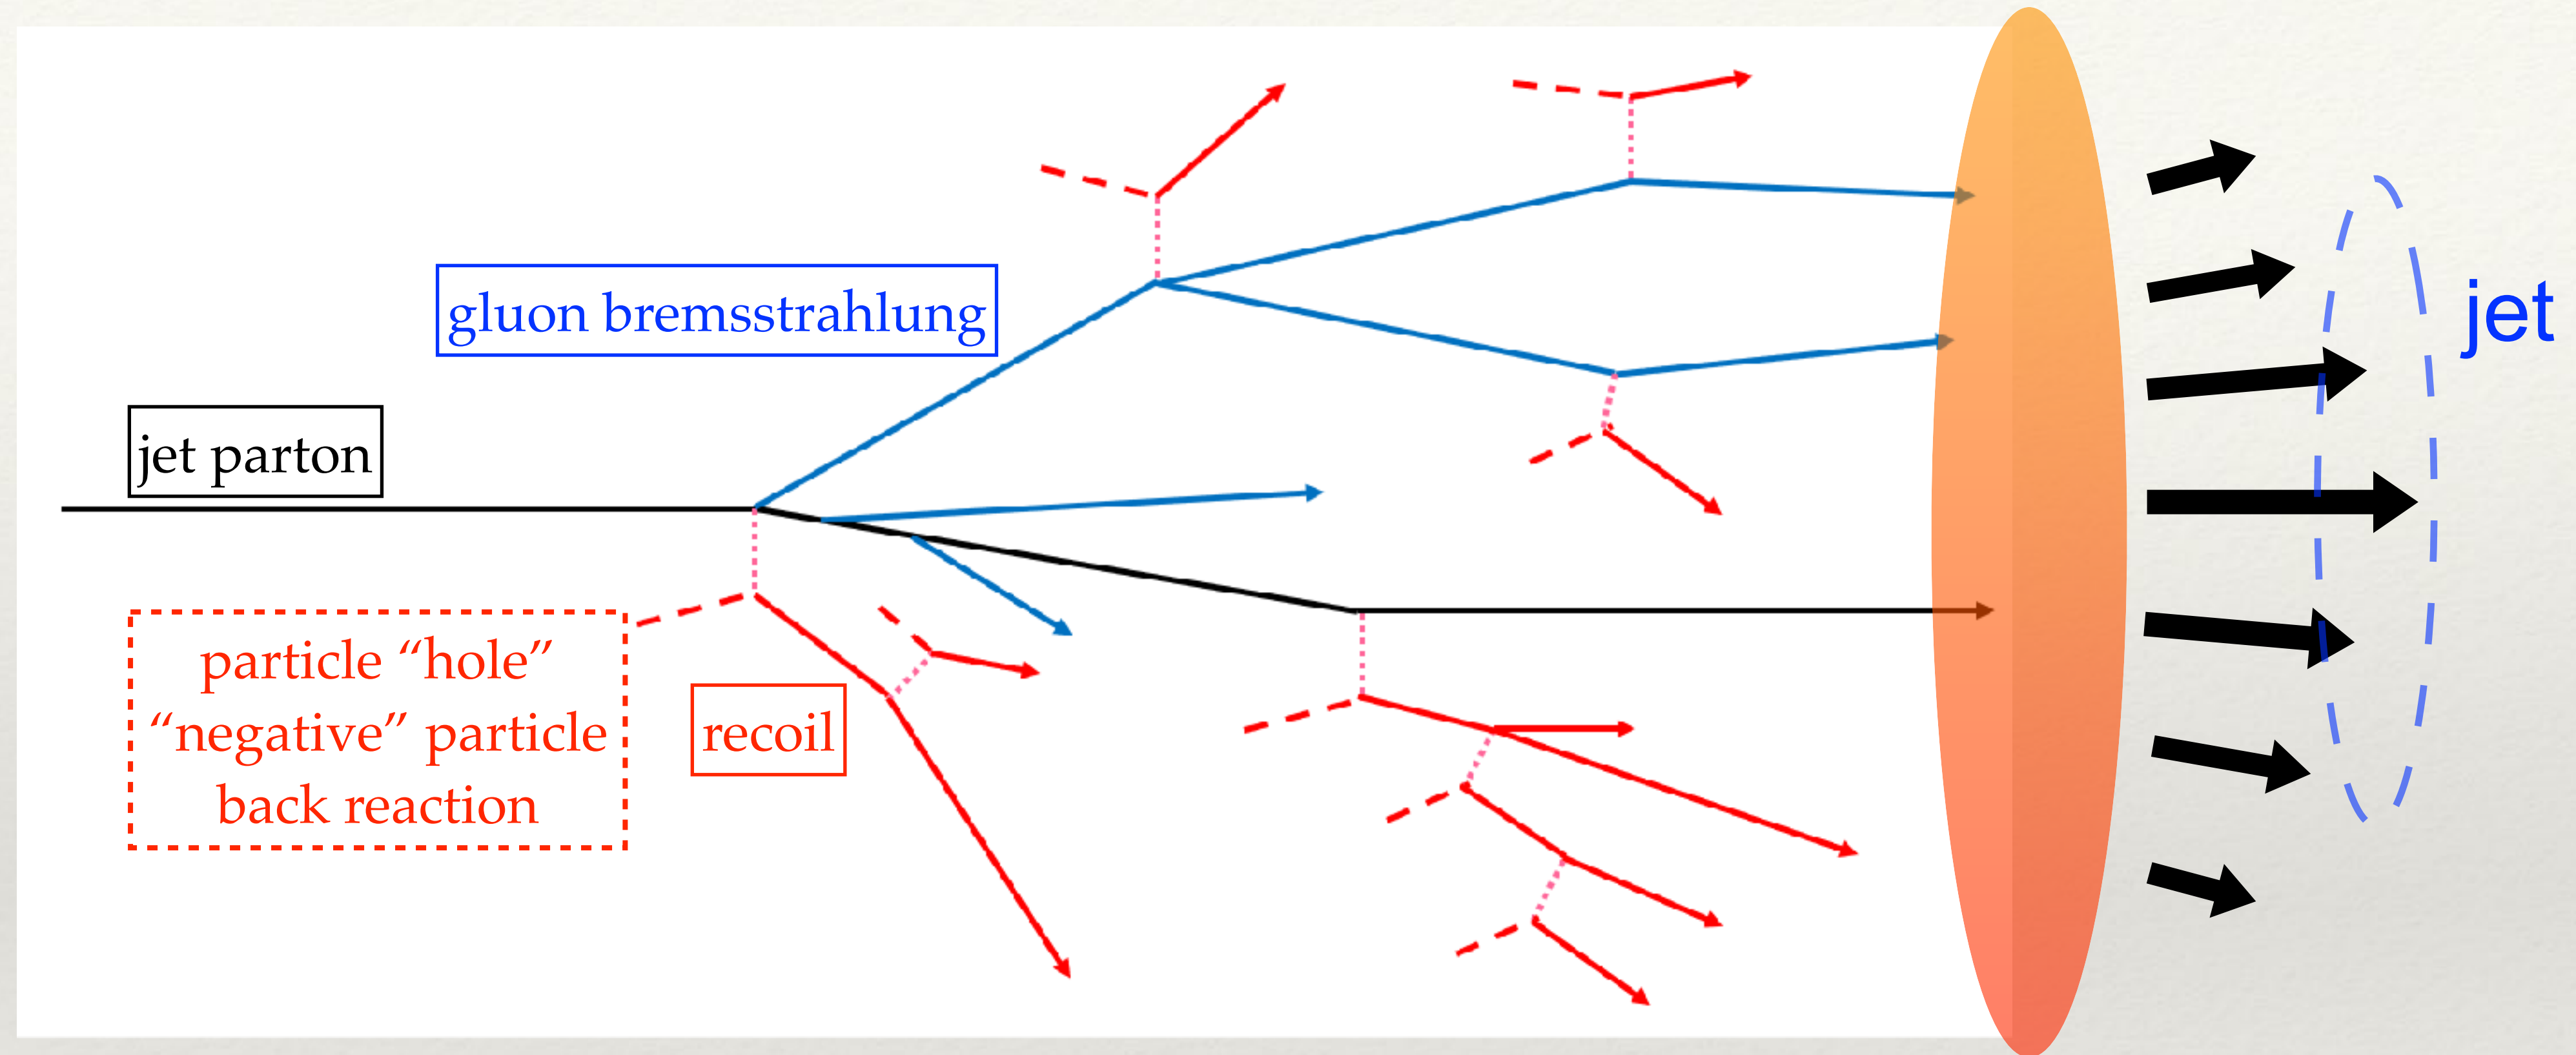 gluon bremsstrahlung
jet
jet parton
particle “hole”
“negative” particle
back reaction
recoil